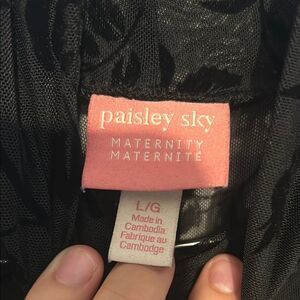 paisley sky
MATERNITY
MATERNITÉ
L/G
Made in
Cambodia
Fabriqué au
Cambodge